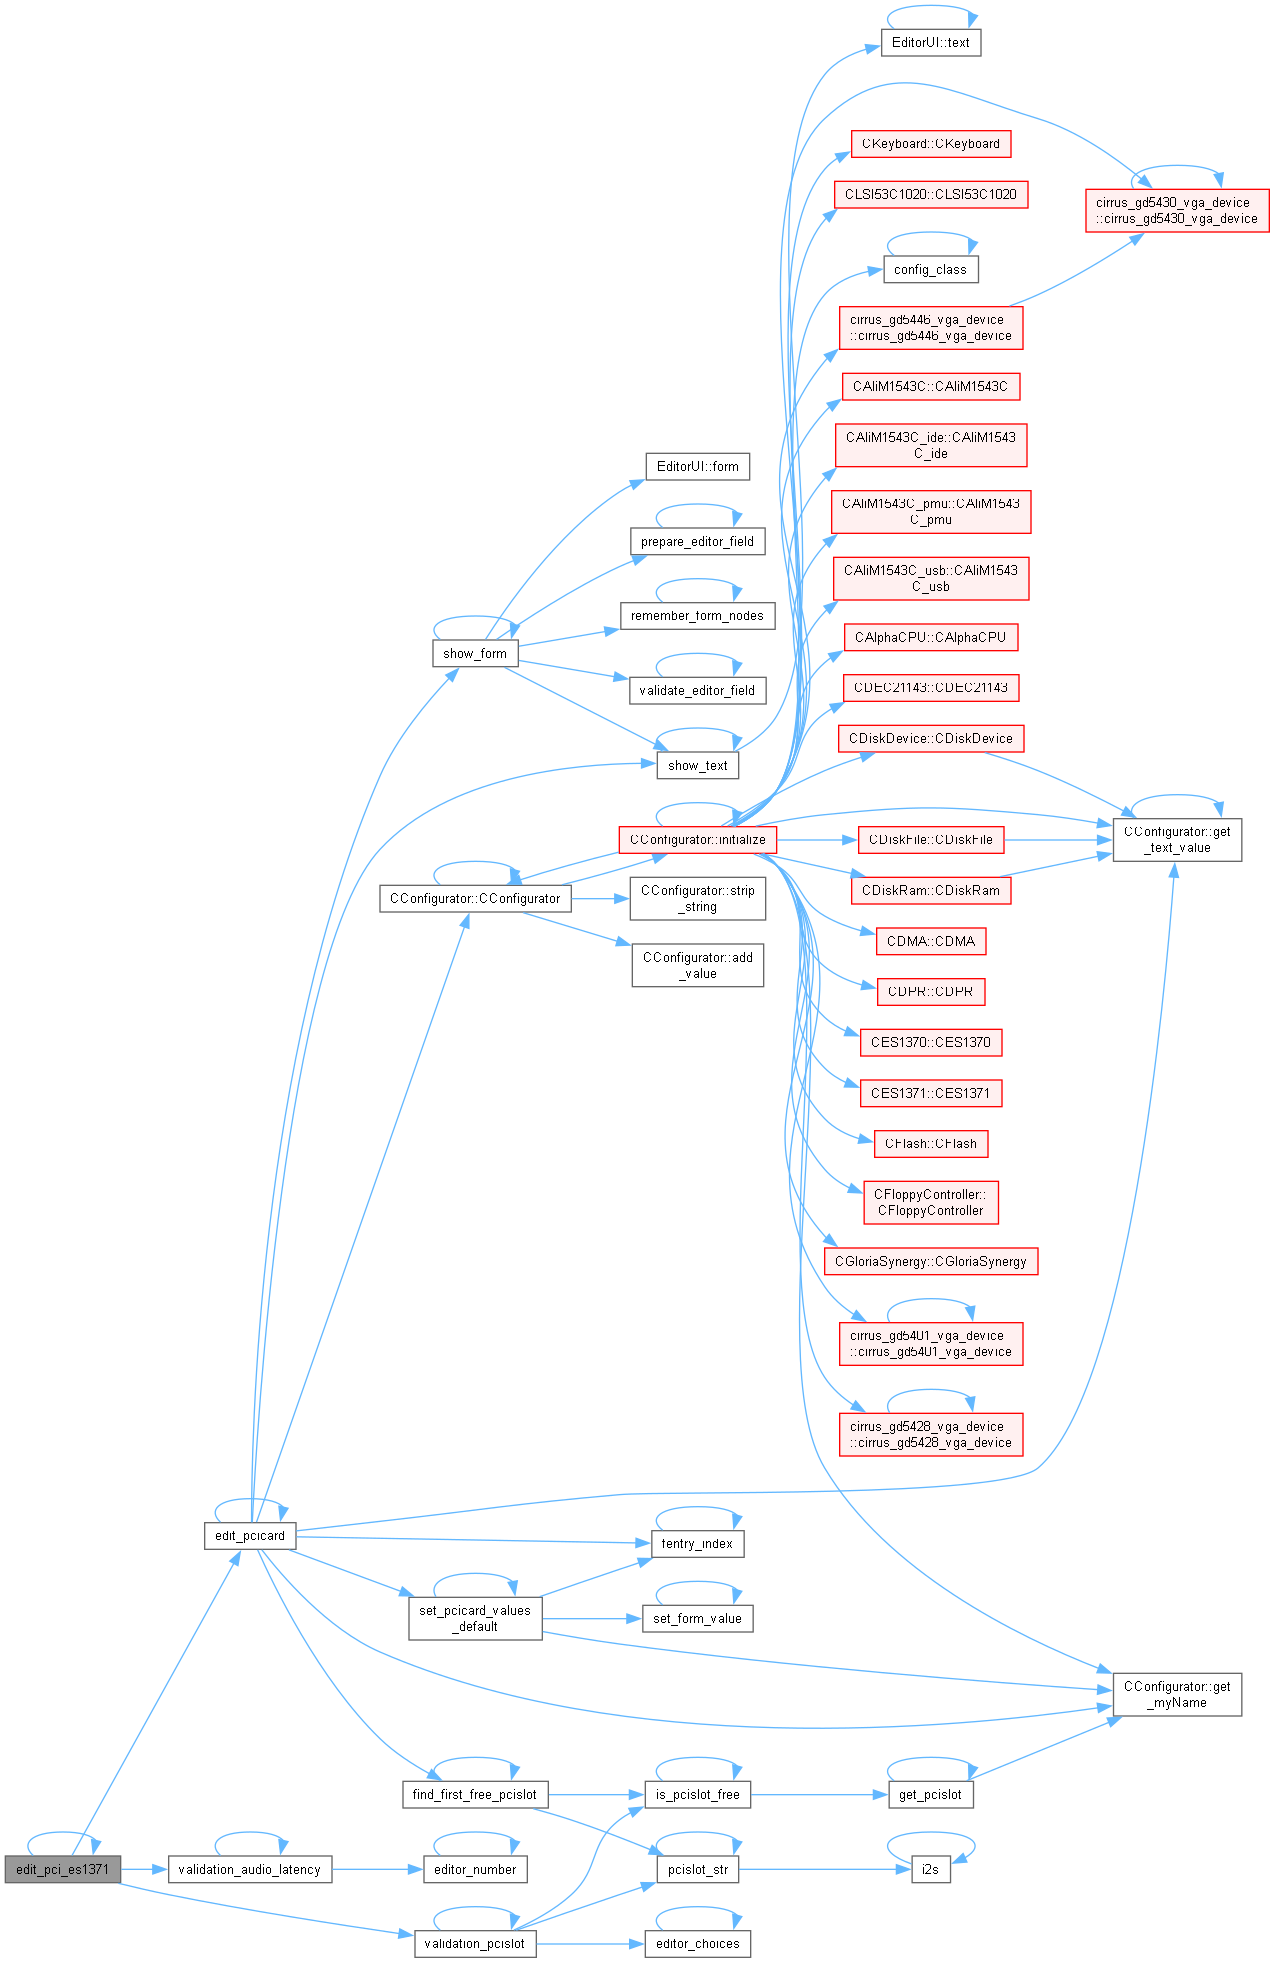 EditorUI::text
CKeyboard::CKeyboard
CLSI53C1020::CLSI53C1020
cirrus_gd5430_vga_device
::cirrus_gd5430_vga_device
config_class
cirrus_gd5446_vga_device
::cirrus_gd5446_vga_device
CAliM1543C::CAliM1543C
CAliM1543C_ide::CAliM1543
C_ide
EditorUI::form
CAliM1543C_pmu::CAliM1543
C_pmu
prepare_editor_field
CAliM1543C_usb::CAliM1543
C_usb
remember_form_nodes
CAlphaCPU::CAlphaCPU
show_form
CDEC21143::CDEC21143
validate_editor_field
CDiskDevice::CDiskDevice
show_text
CConfigurator::initialize
CDiskFile::CDiskFile
CConfigurator::get
_text_value
CConfigurator::CConfigurator
CConfigurator::strip
_string
CDiskRam::CDiskRam
CDMA::CDMA
CConfigurator::add
_value
CDPR::CDPR
CES1370::CES1370
CES1371::CES1371
CFlash::CFlash
CFloppyController::
CFloppyController
CGloriaSynergy::CGloriaSynergy
cirrus_gd5401_vga_device
::cirrus_gd5401_vga_device
cirrus_gd5428_vga_device
::cirrus_gd5428_vga_device
edit_pcicard
fentry_index
set_pcicard_values
_default
set_form_value
CConfigurator::get
_myName
find_first_free_pcislot
is_pcislot_free
get_pcislot
edit_pci_es1371
validation_audio_latency
editor_number
pcislot_str
i2s
validation_pcislot
editor_choices